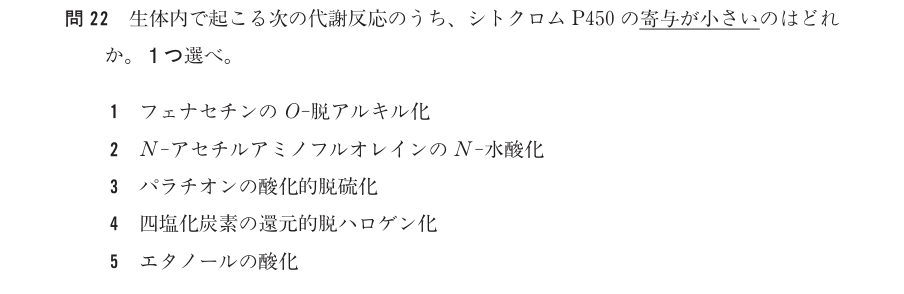 問22 生体内で起こる次の代謝反応のうち、シトクロム P450 の寄与が小さいのはどれ
か。1つ選べ。
1 フェナセチンの O-脱アルキル化
2 N-アセチルアミノフルオレインの N-水酸化
3 パラチオンの酸化的脱硫化
4 四塩化炭素の還元的脱ハロゲン化
5 エタノールの酸化